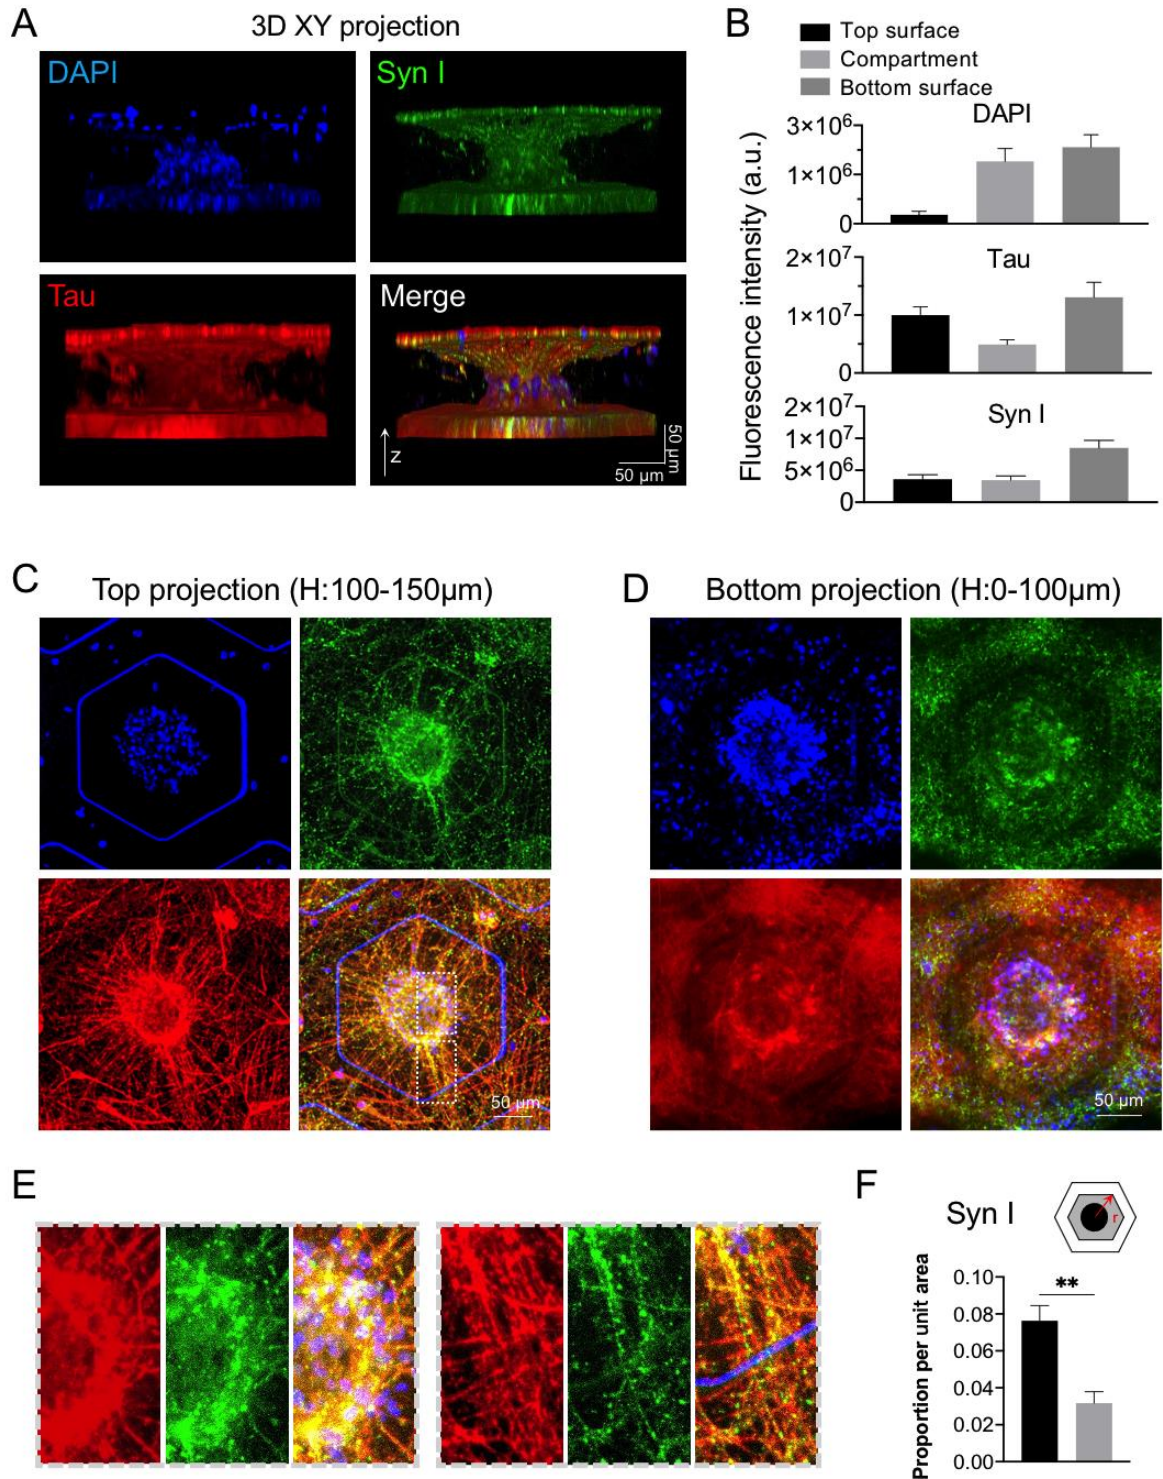 A
3D XY projection
DAPI
Syn I
Tau
Merge
z
50 µm
50 µm
B
Top surface
Compartment
Bottom surface
Fluorescence intensity (a.u.)
DAPI
3×10⁶
1×10⁶
0
Tau
2×10⁷
1×10⁷
0
Syn I
2×10⁷
1×10⁷
5×10⁶
0
C
Top projection (H:100-150µm)
50 µm
D
Bottom projection (H:0-100µm)
50 µm
E
F
Syn I
r
Proportion per unit area
0.10
0.08
0.06
0.04
0.02
0.00
**